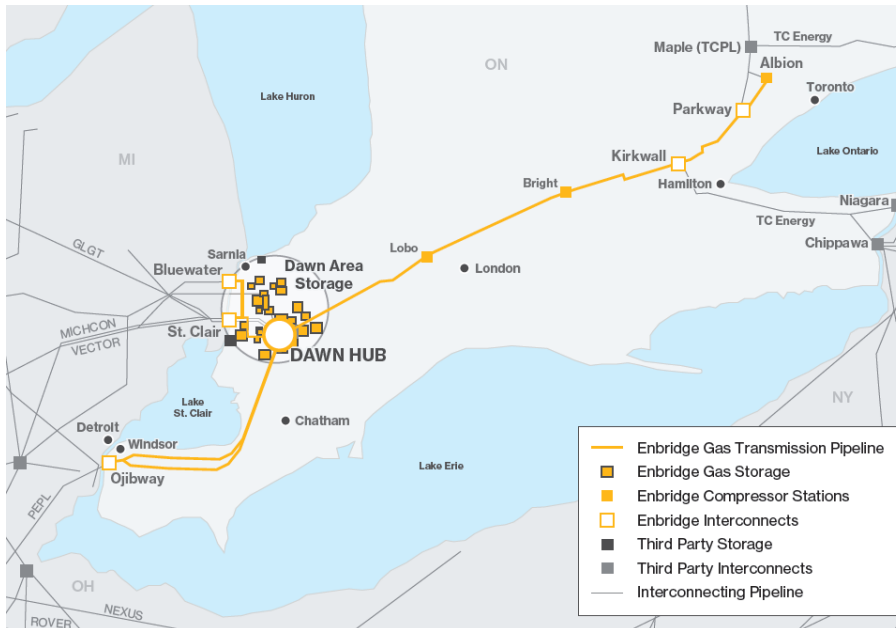 TC Energy
Maple (TCPL)
ON
Albion
Toronto
Lake Huron
Parkway
MI
Kirkwall
Lake Ontario
Bright
Hamilton
Niagara
TC Energy
GLGT
Sarnia
Lobo
Chippawa
Bluewater
Dawn Area
Storage
London
MICHCON
St. Clair
VECTOR
DAWN HUB
NY
Lake
St. Clair
Detroit
Chatham
Windsor
Enbridge Gas Transmission Pipeline
Lake Erie
Enbridge Gas Storage
Ojibway
Enbridge Compressor Stations
PEPL
Enbridge Interconnects
Third Party Storage
Third Party Interconnects
OH
Interconnecting Pipeline
NEXUS
ROVER